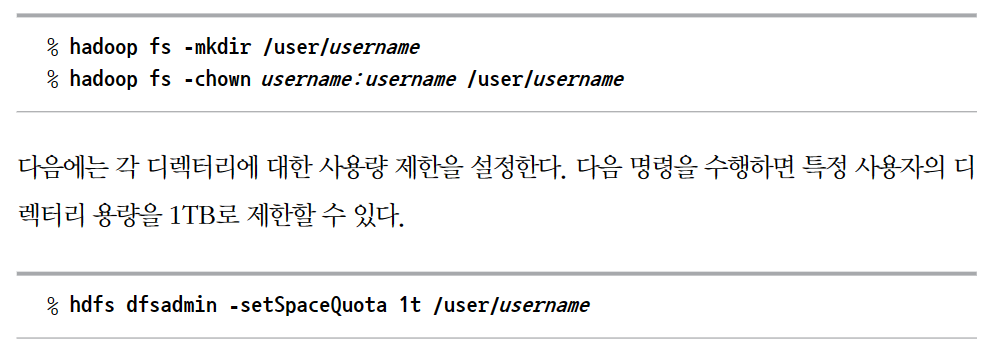 % hadoop fs -mkdir /user/username
% hadoop fs -chown username:username /user/username
다음에는 각 디렉터리에 대한 사용량 제한을 설정한다. 다음 명령을 수행하면 특정 사용자의 디
렉터리 용량을 1TB로 제한할 수 있다.
% hdfs dfsadmin -setSpaceQuota 1t /user/username